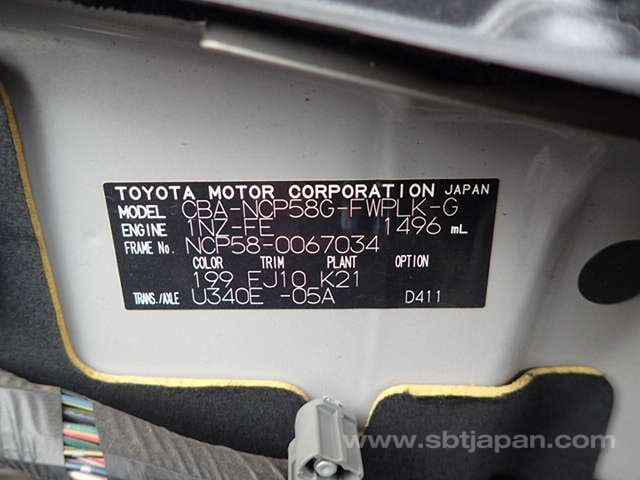 TOYOTA MOTOR CORPORATION JAPAN
MODEL CBA-NCP58G-FWPLK-G
ENGINE 1NZ-FE 1496 mL
FRAME No. NCP58-0067034
COLOR TRIM PLANT OPTION
199 FJ10 K21
TRANS./AXLE U340E -05A D411
www.sbtjapan.com